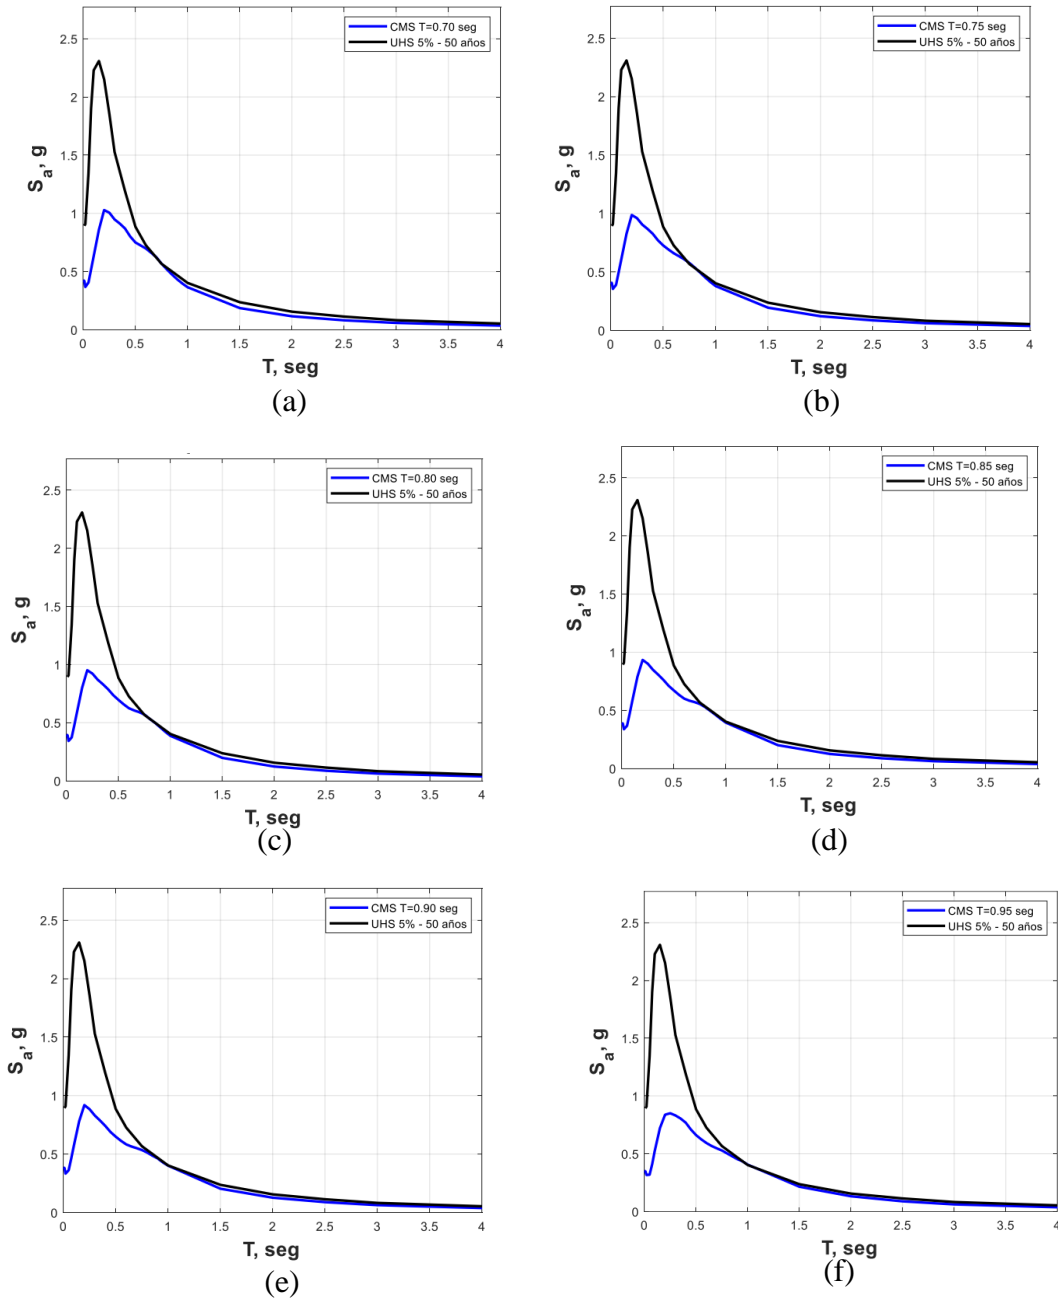 CMS T=0.70 seg
UHS 5% - 50 años
2.5
2
1.5
1
0.5
0
S_a, g
0 0.5 1 1.5 2 2.5 3 3.5 4
T, seg
(a)
CMS T=0.75 seg
UHS 5% - 50 años
2.5
2
1.5
1
0.5
0
S_a, g
0 0.5 1 1.5 2 2.5 3 3.5 4
T, seg
(b)
CMS T=0.80 seg
UHS 5% - 50 años
2.5
2
1.5
1
0.5
0
S_a, g
0 0.5 1 1.5 2 2.5 3 3.5 4
T, seg
(c)
CMS T=0.85 seg
UHS 5% - 50 años
2.5
2
1.5
1
0.5
0
S_a, g
0 0.5 1 1.5 2 2.5 3 3.5 4
T, seg
(d)
CMS T=0.90 seg
UHS 5% - 50 años
2.5
2
1.5
1
0.5
0
S_a, g
0 0.5 1 1.5 2 2.5 3 3.5 4
T, seg
(e)
CMS T=0.95 seg
UHS 5% - 50 años
2.5
2
1.5
1
0.5
0
S_a, g
0 0.5 1 1.5 2 2.5 3 3.5 4
T, seg
(f)